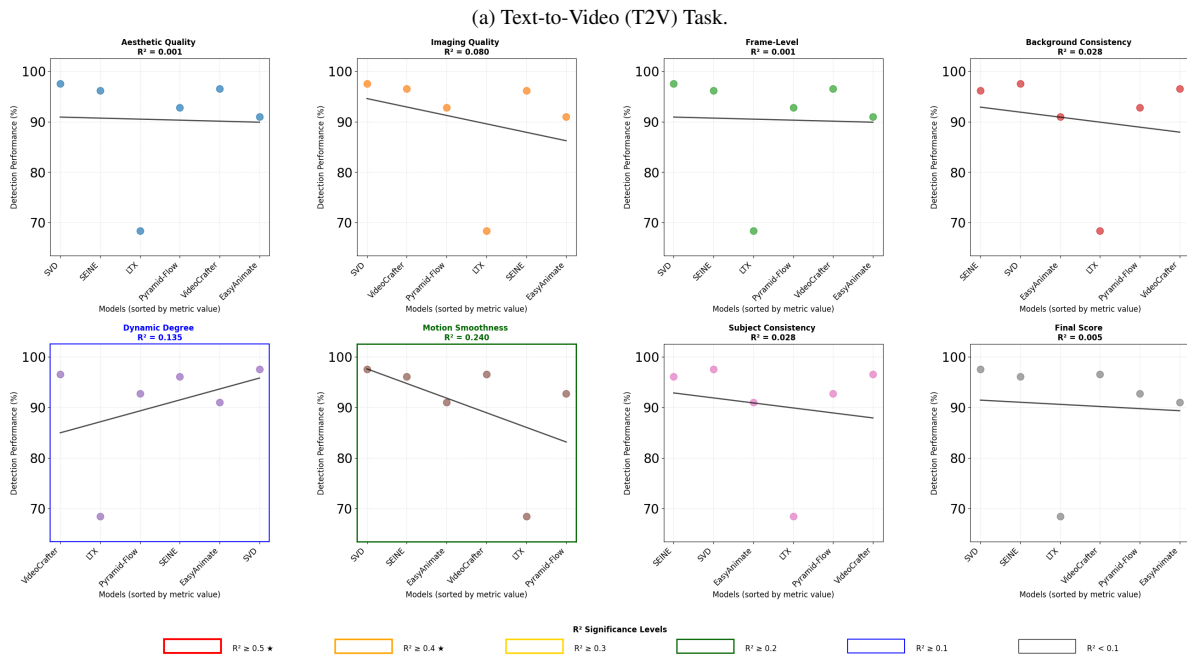 (a) Text-to-Video (T2V) Task.
Aesthetic Quality
R² = 0.001
Detection Performance (%)
100
90
80
70
SVD
SEINE
LTX
Pyramid-Flow
VideoCrafter
EasyAnimate
Models (sorted by metric value)
Imaging Quality
R² = 0.080
Detection Performance (%)
100
90
80
70
SVD
VideoCrafter
Pyramid-Flow
LTX
SEINE
EasyAnimate
Models (sorted by metric value)
Frame-Level
R² = 0.001
Detection Performance (%)
100
90
80
70
SVD
SEINE
LTX
Pyramid-Flow
VideoCrafter
EasyAnimate
Models (sorted by metric value)
Background Consistency
R² = 0.028
Detection Performance (%)
100
90
80
70
SEINE
SVD
EasyAnimate
LTX
Pyramid-Flow
VideoCrafter
Models (sorted by metric value)
Dynamic Degree
R² = 0.135
Detection Performance (%)
100
90
80
70
VideoCrafter
LTX
Pyramid-Flow
SEINE
EasyAnimate
SVD
Models (sorted by metric value)
Motion Smoothness
R² = 0.240
Detection Performance (%)
100
90
80
70
SVD
SEINE
EasyAnimate
VideoCrafter
LTX
Pyramid-Flow
Models (sorted by metric value)
Subject Consistency
R² = 0.028
Detection Performance (%)
100
90
80
70
SEINE
SVD
EasyAnimate
LTX
Pyramid-Flow
VideoCrafter
Models (sorted by metric value)
Final Score
R² = 0.005
Detection Performance (%)
100
90
80
70
SVD
SEINE
LTX
VideoCrafter
Pyramid-Flow
EasyAnimate
Models (sorted by metric value)
R² Significance Levels
R² ≥ 0.5 ★
R² ≥ 0.4 ★
R² ≥ 0.3
R² ≥ 0.2
R² ≥ 0.1
R² < 0.1